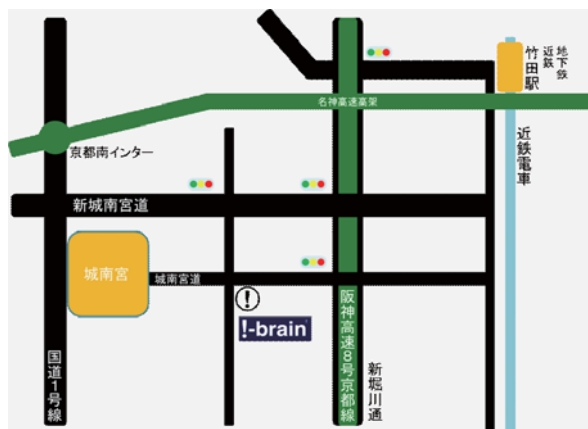 地下鉄
近鉄
竹田駅
名神高速高架
京都南インター
近鉄電車
新城南宮道
城南宮
城南宮道
!
!-brain
国道1号線
阪神高速8号京都線
新堀川通